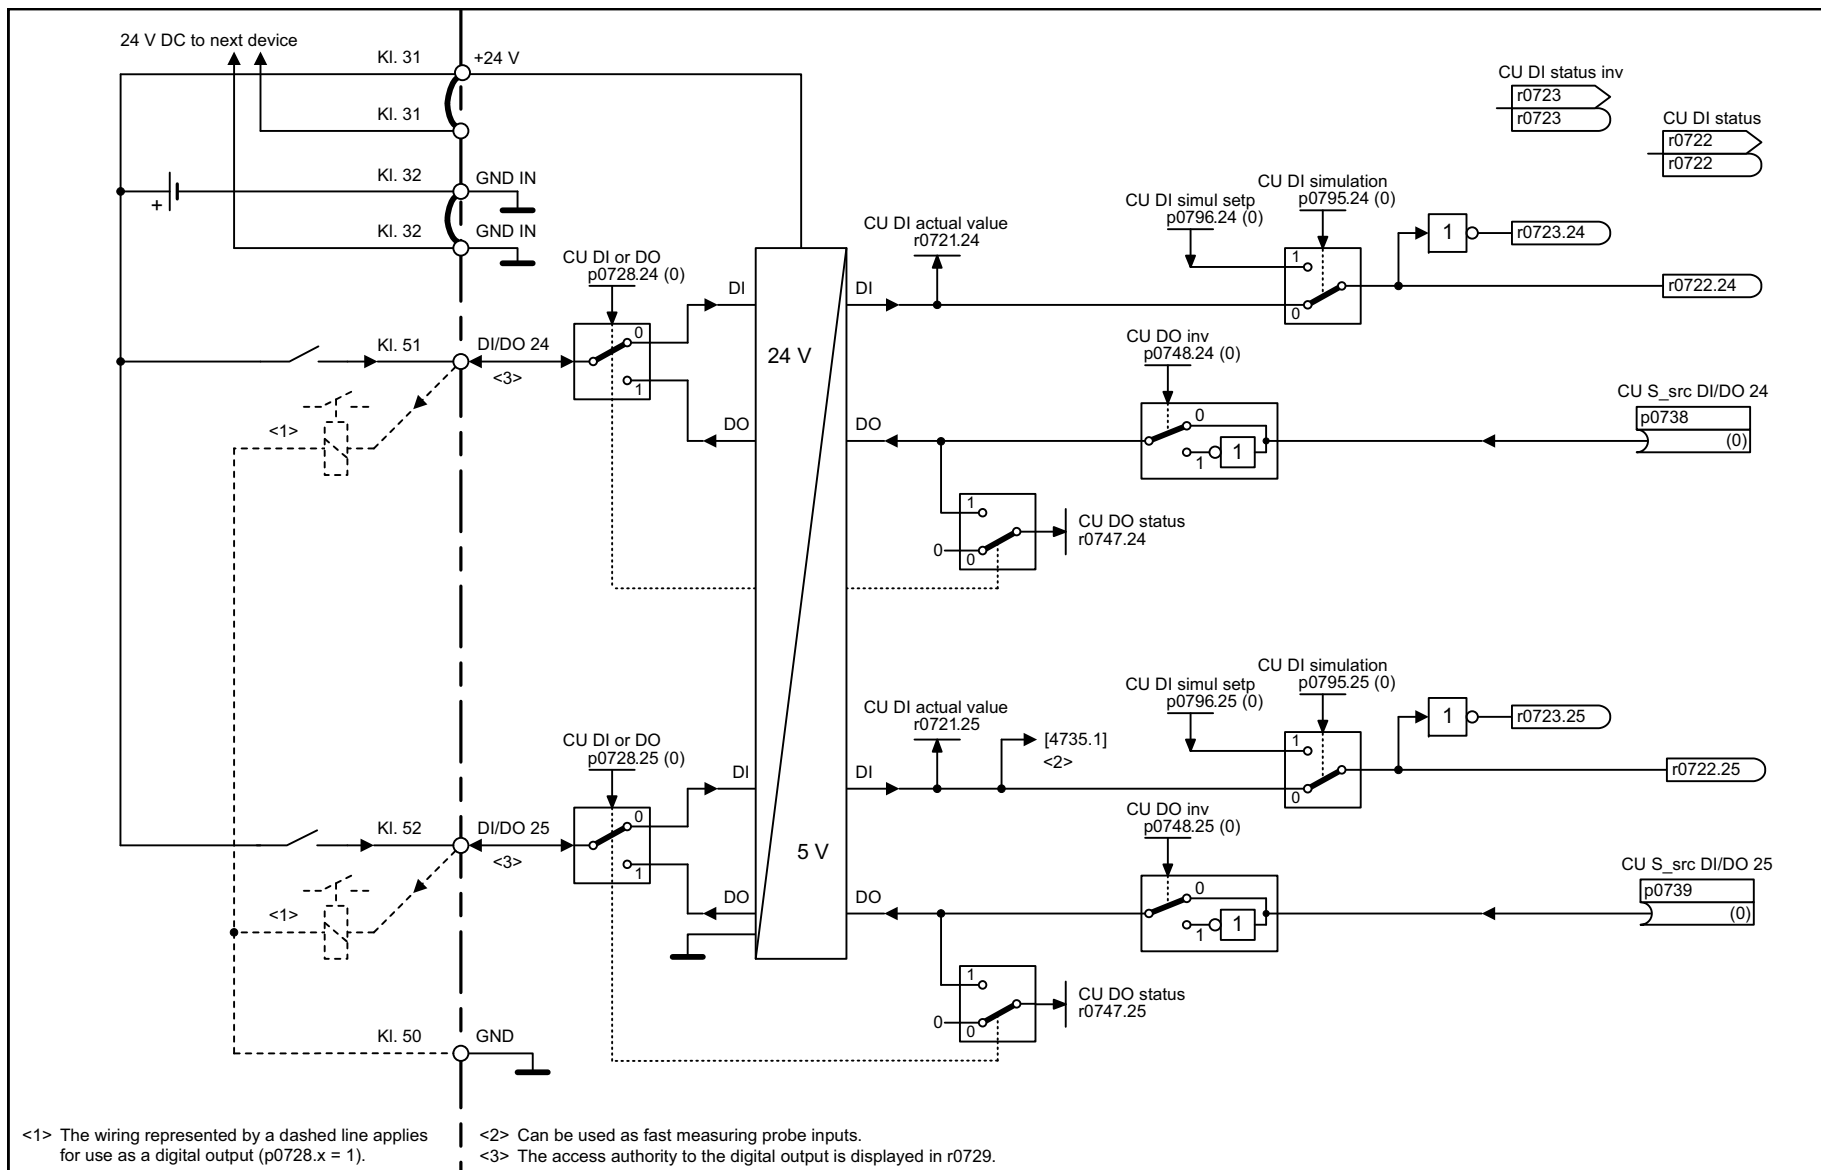 24 V DC to next device
Kl. 31
+24 V
Kl. 31
Kl. 32
GND IN
+
Kl. 32
GND IN
CU DI status inv
r0723
r0723
CU DI status
r0722
r0722
CU DI or DO
p0728.24 (0)
DI
24 V
DI
CU DI actual value
r0721.24
CU DI simul setp
p0796.24 (0)
CU DI simulation
p0795.24 (0)
1
0
1
r0723.24
r0722.24
Kl. 51
DI/DO 24
<3>
0
1
<1>
DO
DO
CU DO inv
p0748.24 (0)
0
1
1
CU S_src DI/DO 24
p0738
(0)
1
0
0
CU DO status
r0747.24
CU DI or DO
p0728.25 (0)
DI
DI
CU DI actual value
r0721.25
[4735.1]
<2>
CU DI simul setp
p0796.25 (0)
CU DI simulation
p0795.25 (0)
1
0
1
r0723.25
r0722.25
Kl. 52
DI/DO 25
<3>
0
1
<1>
5 V
DO
DO
CU DO inv
p0748.25 (0)
0
1
1
CU S_src DI/DO 25
p0739
(0)
1
0
0
CU DO status
r0747.25
Kl. 50
GND
<1> The wiring represented by a dashed line applies
for use as a digital output (p0728.x = 1).
<2> Can be used as fast measuring probe inputs.
<3> The access authority to the digital output is displayed in r0729.